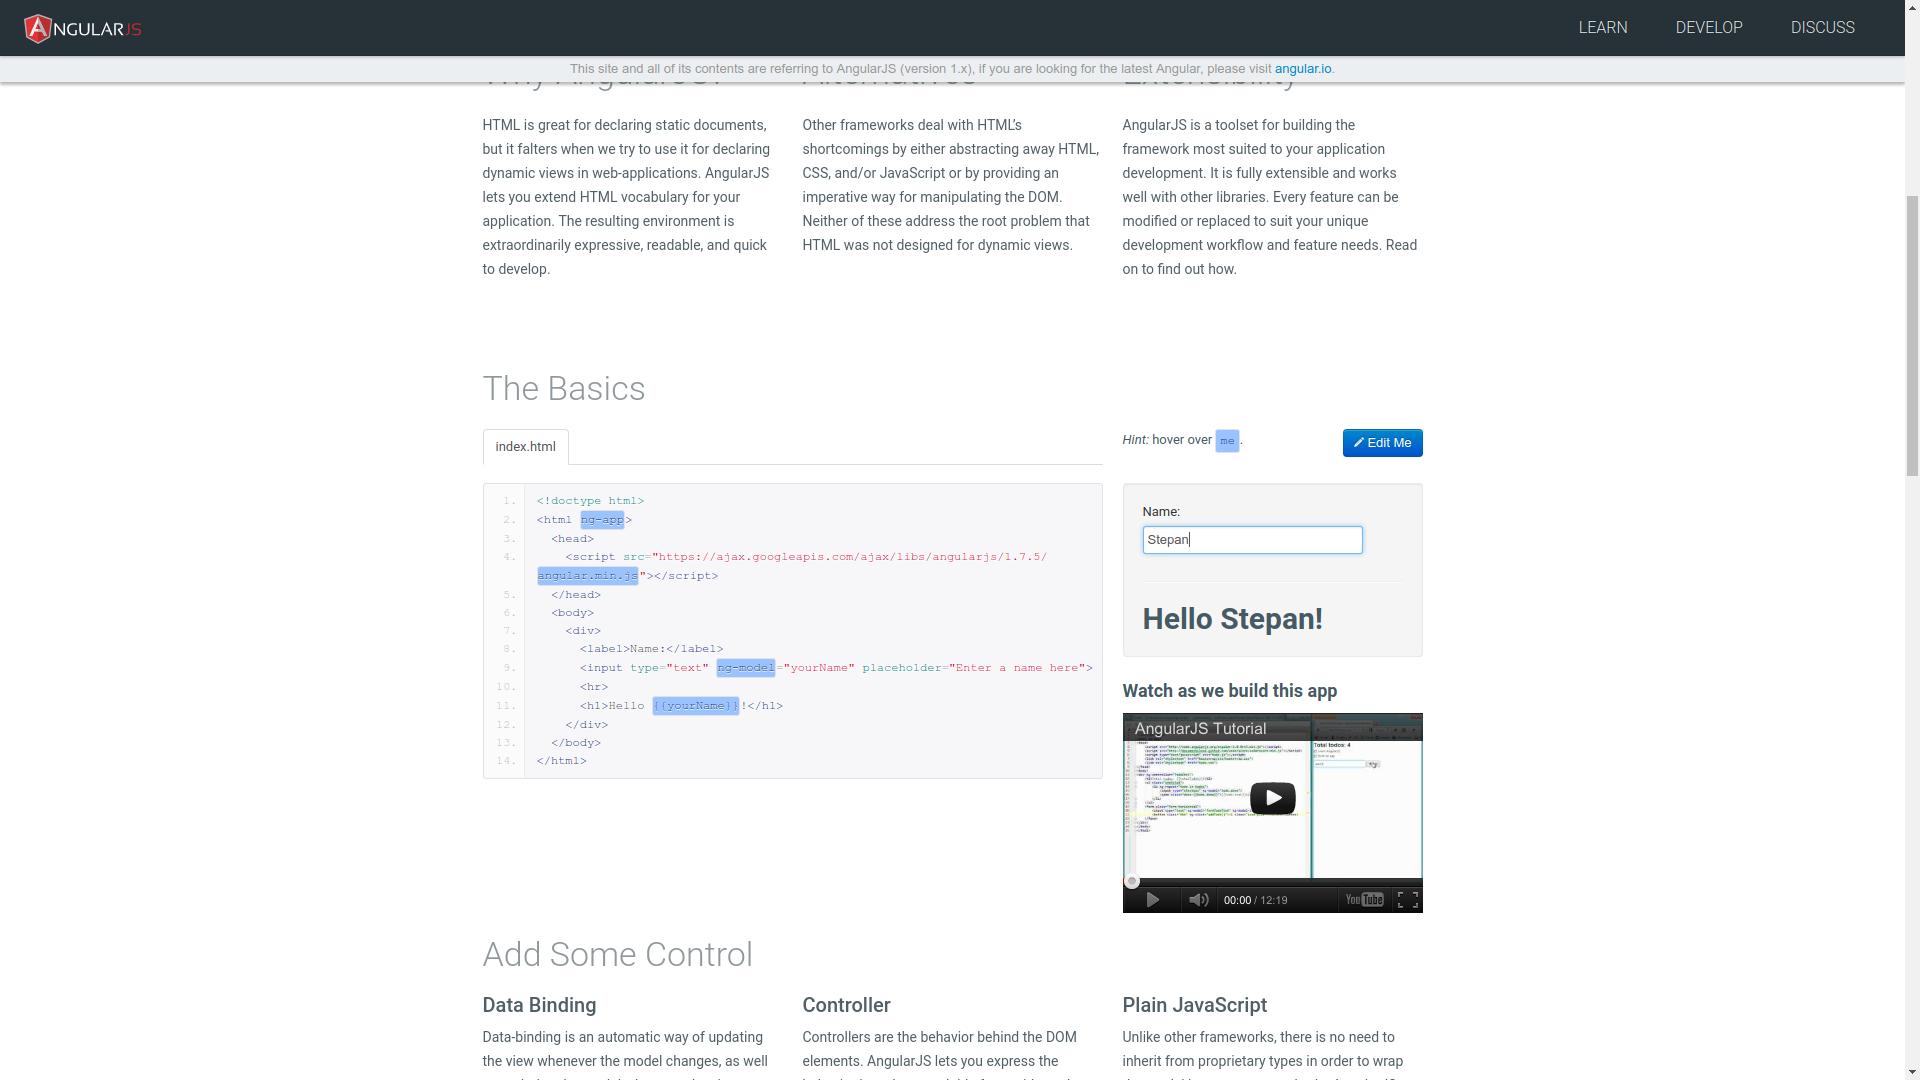 ANGULARJS
LEARN
DEVELOP
DISCUSS
This site and all of its contents are referring to AngularJS (version 1.x), if you are looking for the latest Angular, please visit angular.io.
Why AngularJS?
Alternatives
Extensibility
HTML is great for declaring static documents,
but it falters when we try to use it for declaring
dynamic views in web-applications. AngularJS
lets you extend HTML vocabulary for your
application. The resulting environment is
extraordinarily expressive, readable, and quick
to develop.
Other frameworks deal with HTML’s
shortcomings by either abstracting away HTML,
CSS, and/or JavaScript or by providing an
imperative way for manipulating the DOM.
Neither of these address the root problem that
HTML was not designed for dynamic views.
AngularJS is a toolset for building the
framework most suited to your application
development. It is fully extensible and works
well with other libraries. Every feature can be
modified or replaced to suit your unique
development workflow and feature needs. Read
on to find out how.
The Basics
index.html
1. <!doctype html>
2. <html ng-app>
3. <head>
4. <script src="https://ajax.googleapis.com/ajax/libs/angularjs/1.7.5/
angular.min.js"></script>
5. </head>
6. <body>
7. <div>
8. <label>Name:</label>
9. <input type="text" ng-model="yourName" placeholder="Enter a name here">
10. <hr>
11. <h1>Hello {{yourName}}!</h1>
12. </div>
13. </body>
14. </html>
Hint: hover over me.
Edit Me
Name:
Stepan
Hello Stepan!
Watch as we build this app
AngularJS Tutorial
Total todos: 4
00:00 / 12:19
YouTube
Add Some Control
Data Binding
Data-binding is an automatic way of updating
the view whenever the model changes, as well
Controller
Controllers are the behavior behind the DOM
elements. AngularJS lets you express the
Plain JavaScript
Unlike other frameworks, there is no need to
inherit from proprietary types in order to wrap